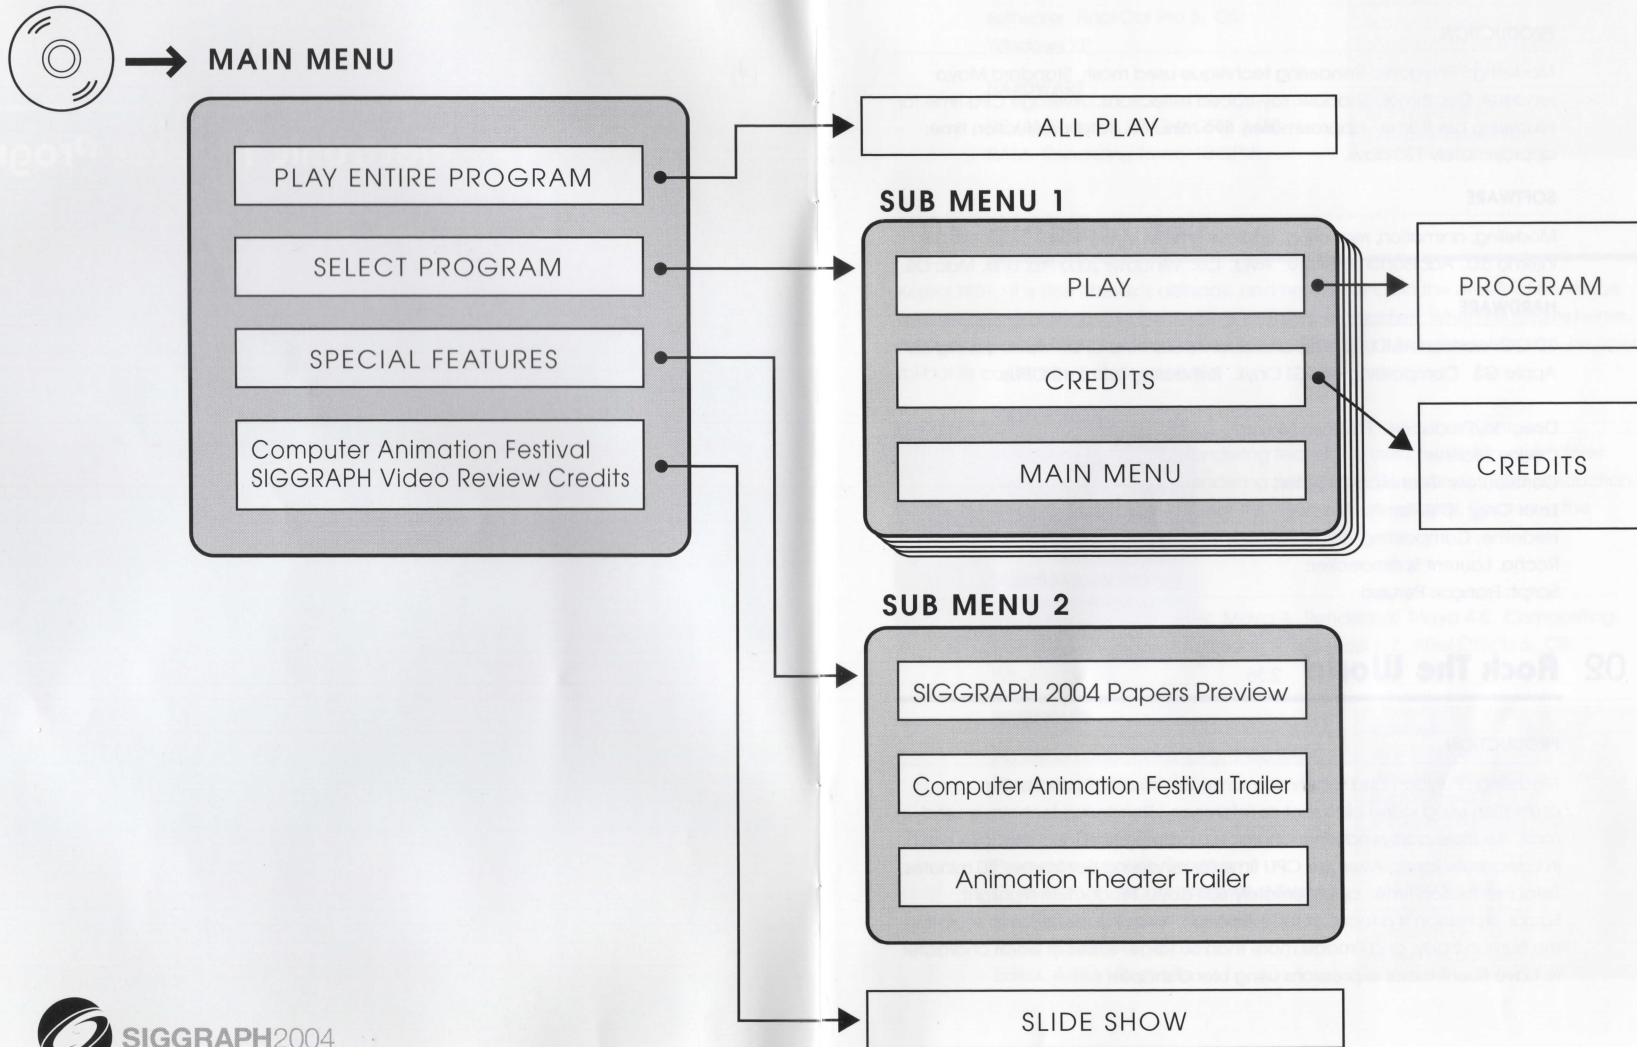 MAIN MENU
PLAY ENTIRE PROGRAM
SELECT PROGRAM
SPECIAL FEATURES
Computer Animation Festival
SIGGRAPH Video Review Credits
ALL PLAY
SUB MENU 1
PLAY
CREDITS
MAIN MENU
PROGRAM
CREDITS
SUB MENU 2
SIGGRAPH 2004 Papers Preview
Computer Animation Festival Trailer
Animation Theater Trailer
SLIDE SHOW
SIGGRAPH2004